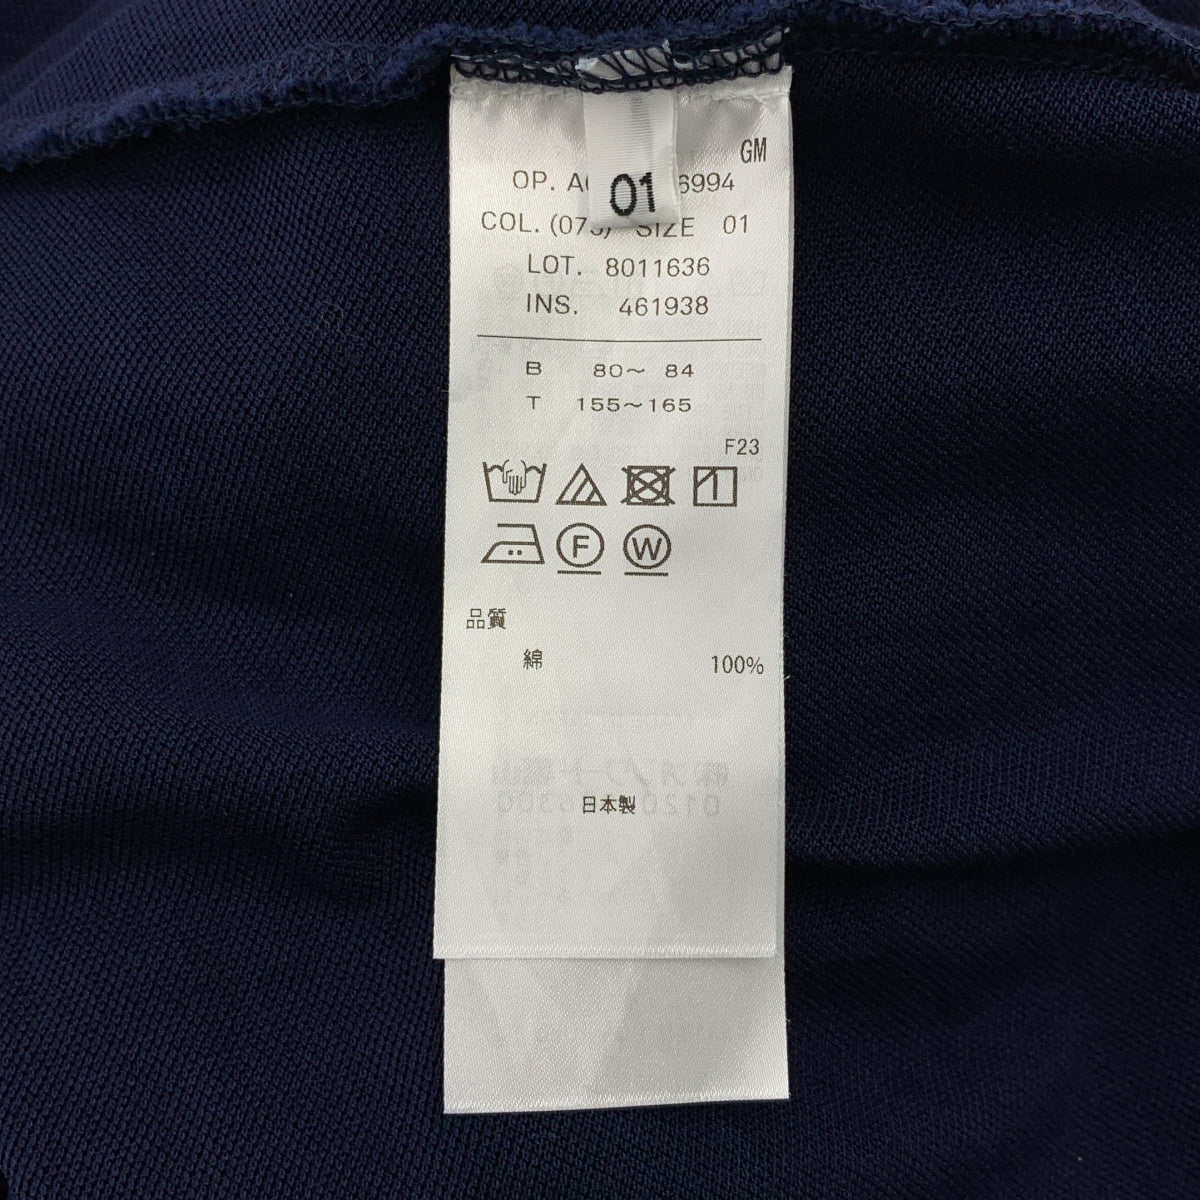 GM
OP. 6994
01
COL. SIZE 01
LOT. 8011636
INS. 461938
B 80～ 84
T 155～165
F23
F W
品質
綿 100%
日本製